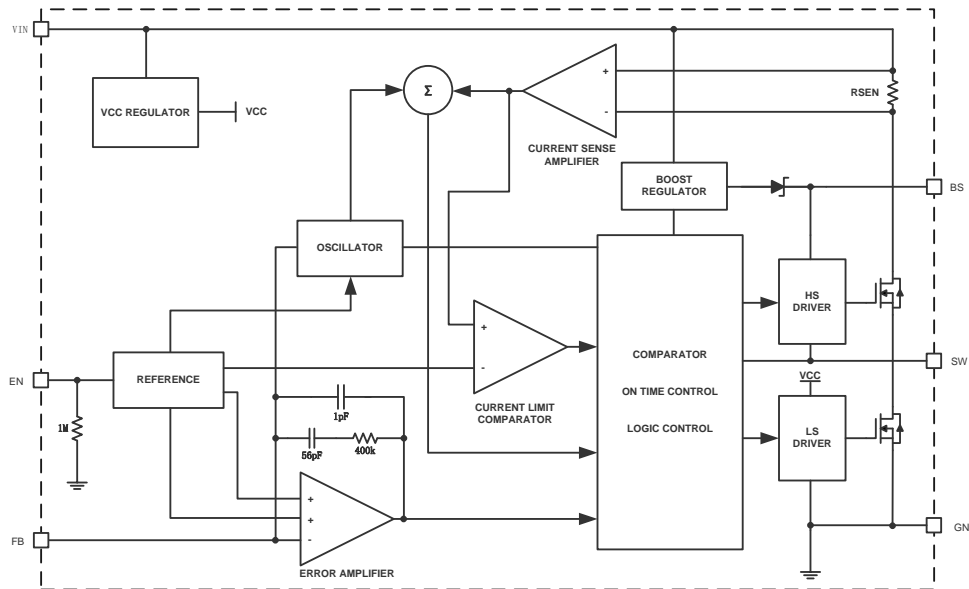 VIN
VCC REGULATOR
VCC
Σ
+
-
CURRENT SENSE
AMPLIFIER
RSEN
BOOST
REGULATOR
BS
OSCILLATOR
HS
DRIVER
+
-
CURRENT LIMIT
COMPARATOR
COMPARATOR
ON TIME CONTROL
LOGIC CONTROL
SW
VCC
LS
DRIVER
EN
REFERENCE
1M
1pF
56pF
400k
+
+
-
ERROR AMPLIFIER
FB
GN